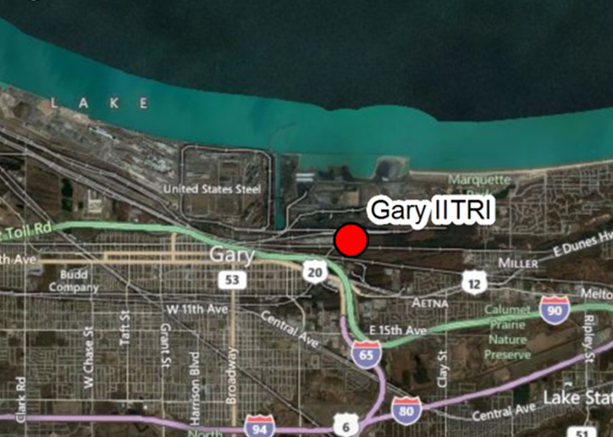 LAKE
United States Steel
Marquette
Park
Gary IITRI
t Toll Rd
E Dunes Hw
th Ave
Gary
MILLER
Budd
Company
53
20
12
AETNA
W 11th Ave
Central Ave
E 15th Ave
Calumet
Prairie
Nature
Preserve
90
Melto
65
W Chase St
Taft St
Grant St
Harrison Blvd
Broadway
Clay St
Ripley St
Clark Rd
80
Central Ave
Lake Stat
94
6
North
51